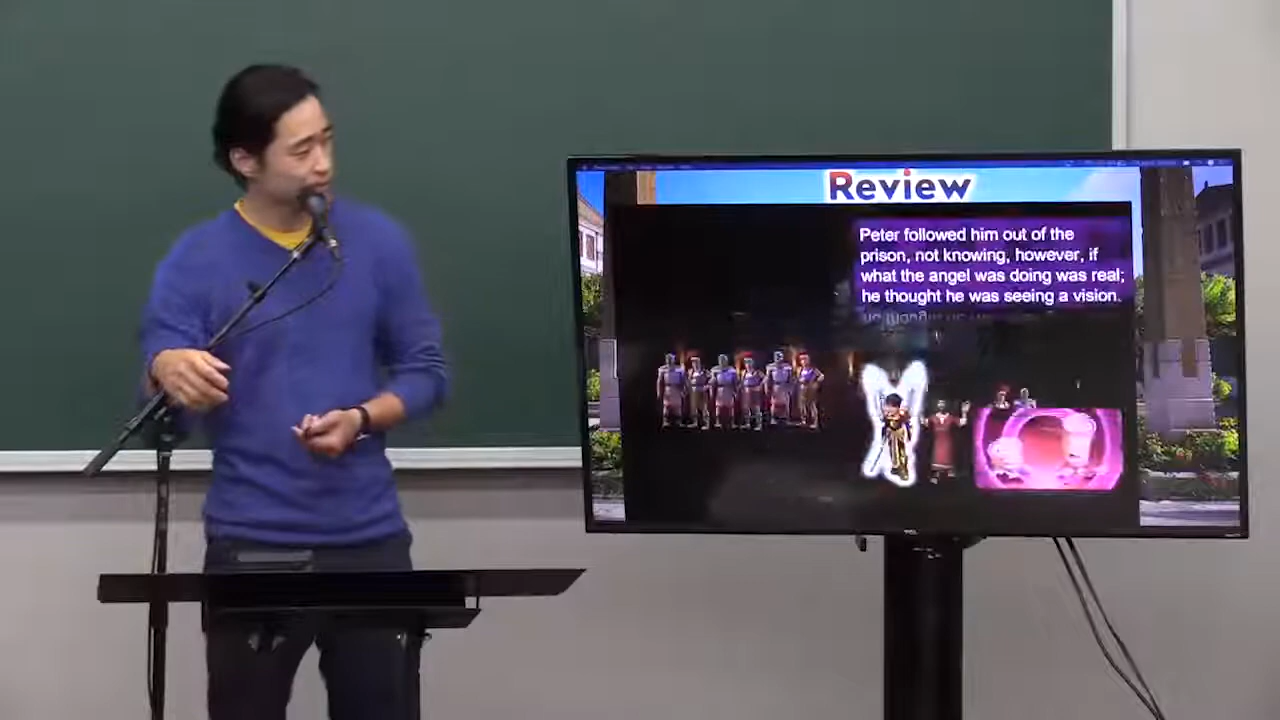 Review
Peter followed him out of the
prison, not knowing, however, if
what the angel was doing was real;
he thought he was seeing a vision.